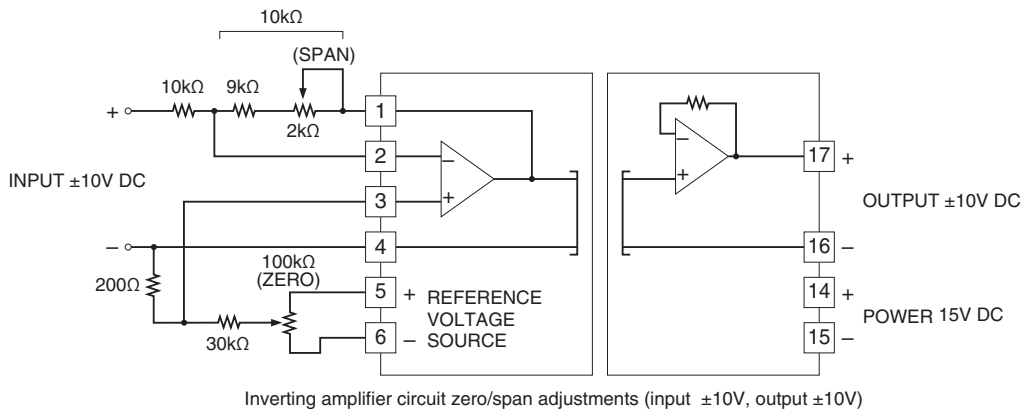 10kΩ
(SPAN)
10kΩ
9kΩ
2kΩ
+
1
2
3
4
5
6
INPUT ±10V DC
–
200Ω
30kΩ
100kΩ
(ZERO)
–
+
+ REFERENCE
VOLTAGE
– SOURCE
–
+
17 +
OUTPUT ±10V DC
16 –
14 +
POWER 15V DC
15 –
Inverting amplifier circuit zero/span adjustments (input ±10V, output ±10V)